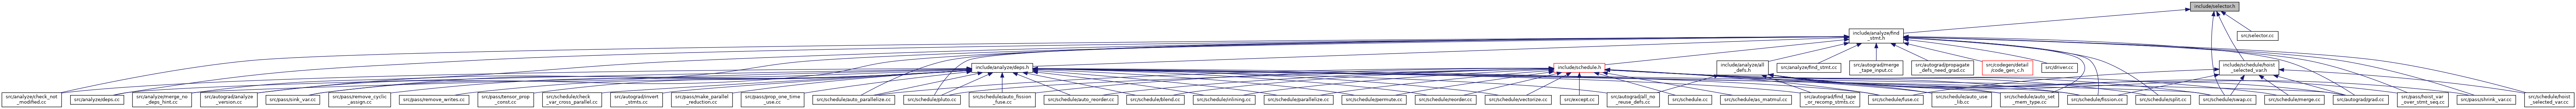 include/selector.h
include/analyze/find
_stmt.h
src/selector.cc
include/analyze/deps.h
include/schedule.h
include/analyze/all
_defs.h
src/analyze/find_stmt.cc
src/autograd/merge
_tape_input.cc
src/autograd/propagate
_defs_need_grad.cc
src/codegen/detail
/code_gen_c.h
src/driver.cc
include/schedule/hoist
_selected_var.h
src/analyze/check_not
_modified.cc
src/analyze/deps.cc
src/analyze/merge_no
_deps_hint.cc
src/autograd/analyze
_version.cc
src/pass/sink_var.cc
src/pass/remove_cyclic
_assign.cc
src/pass/remove_writes.cc
src/pass/tensor_prop
_const.cc
src/schedule/check
_var_cross_parallel.cc
src/autograd/invert
_stmts.cc
src/pass/make_parallel
_reduction.cc
src/pass/prop_one_time
_use.cc
src/schedule/auto_parallelize.cc
src/schedule/pluto.cc
src/schedule/auto_fission
_fuse.cc
src/schedule/auto_reorder.cc
src/schedule/blend.cc
src/schedule/inlining.cc
src/schedule/parallelize.cc
src/schedule/permute.cc
src/schedule/reorder.cc
src/schedule/vectorize.cc
src/except.cc
src/autograd/all_no
_reuse_defs.cc
src/schedule.cc
src/schedule/as_matmul.cc
src/autograd/find_tape
_or_recomp_stmts.cc
src/schedule/fuse.cc
src/schedule/auto_use
_lib.cc
src/schedule/auto_set
_mem_type.cc
src/schedule/fission.cc
src/schedule/split.cc
src/schedule/swap.cc
src/schedule/merge.cc
src/autograd/grad.cc
src/pass/hoist_var
_over_stmt_seq.cc
src/pass/shrink_var.cc
src/schedule/hoist
_selected_var.cc